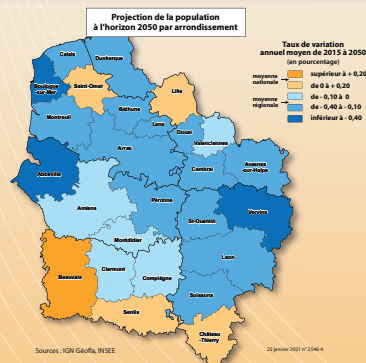 Projection de la population
à l'horizon 2050 par arrondissement
Taux de variation
annuel moyen de 2015 à 2050
(en pourcentage)
supérieur à + 0,20
moyenne
nationale
de 0 à + 0,20
de - 0,10 à 0
moyenne
régionale
de - 0,40 à - 0,10
inférieur à - 0,40
Calais
Dunkerque
Boulogne
-sur-mer
Saint-Omer
Lille
Béthune
Montreuil
Lens
Douai
Valenciennes
Arras
Avesnes
-sur-Helpe
Cambrai
Abbeville
Péronne
Amiens
St-Quentin
Vervins
Montdidier
Laon
Beauvais
Clermont
Compiègne
Soissons
Senlis
Château
-Thierry
Sources : IGN Géofla, INSEE
25 janvier 2021 n° 2546-4